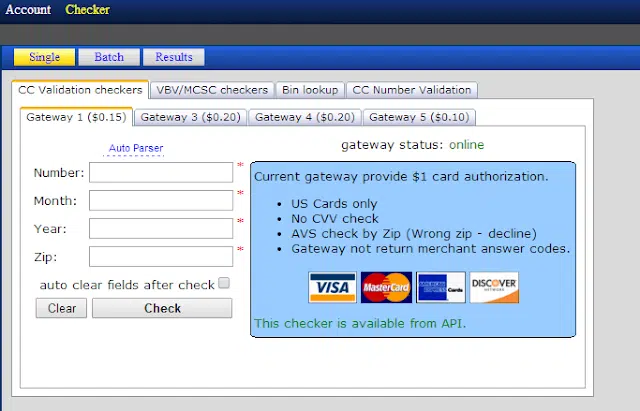 Account Checker
Single Batch Results
CC Validation checkers VBV/MCSC checkers Bin lookup CC Number Validation
Gateway 1 ($0.15) Gateway 3 ($0.20) Gateway 4 ($0.20) Gateway 5 ($0.10)
Auto Parser
gateway status: online
Number: *
Month: *
Year: *
Zip: *
auto clear fields after check
Clear Check
Current gateway provide $1 card authorization.
• US Cards only
• No CVV check
• AVS check by Zip (Wrong zip - decline)
• Gateway not return merchant answer codes.
VISA MasterCard AMERICAN EXPRESS Cards DISCOVER NETWORK
This checker is available from API.